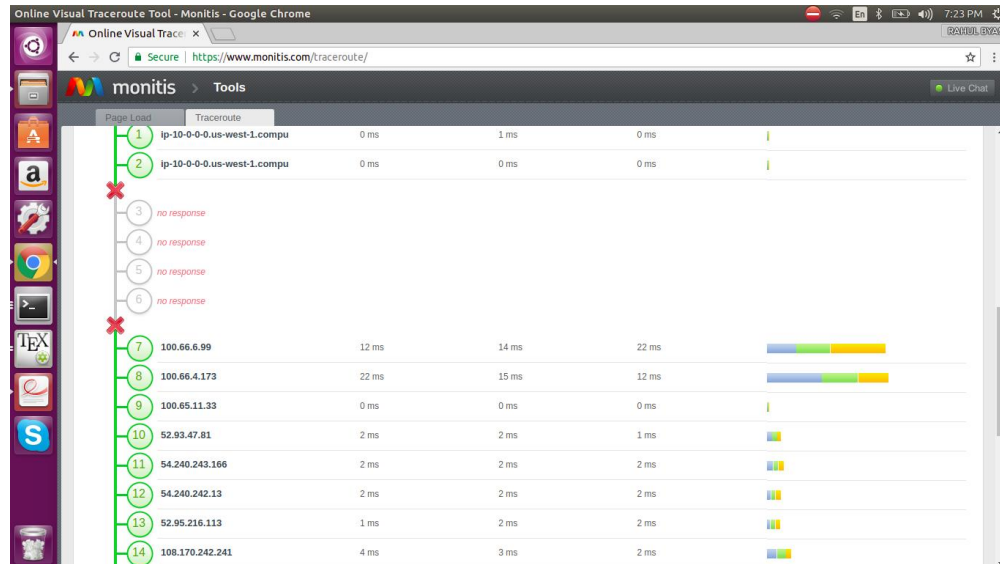 Online Visual Traceroute Tool - Monitis - Google Chrome En 7:23 PM
Online Visual Trace × RAHUL BYA
Secure | https://www.monitis.com/traceroute/
monitis > Tools Live Chat
Page Load Traceroute
1 ip-10-0-0-0.us-west-1.compu 0 ms 1 ms 0 ms
2 ip-10-0-0-0.us-west-1.compu 0 ms 0 ms 0 ms
3 no response
4 no response
5 no response
6 no response
7 100.66.6.99 12 ms 14 ms 22 ms
8 100.66.4.173 22 ms 15 ms 12 ms
9 100.65.11.33 0 ms 0 ms 0 ms
10 52.93.47.81 2 ms 2 ms 1 ms
11 54.240.243.166 2 ms 2 ms 2 ms
12 54.240.242.13 2 ms 2 ms 2 ms
13 52.95.216.113 1 ms 2 ms 2 ms
14 108.170.242.241 4 ms 3 ms 2 ms
A
a
>_
TEX
S